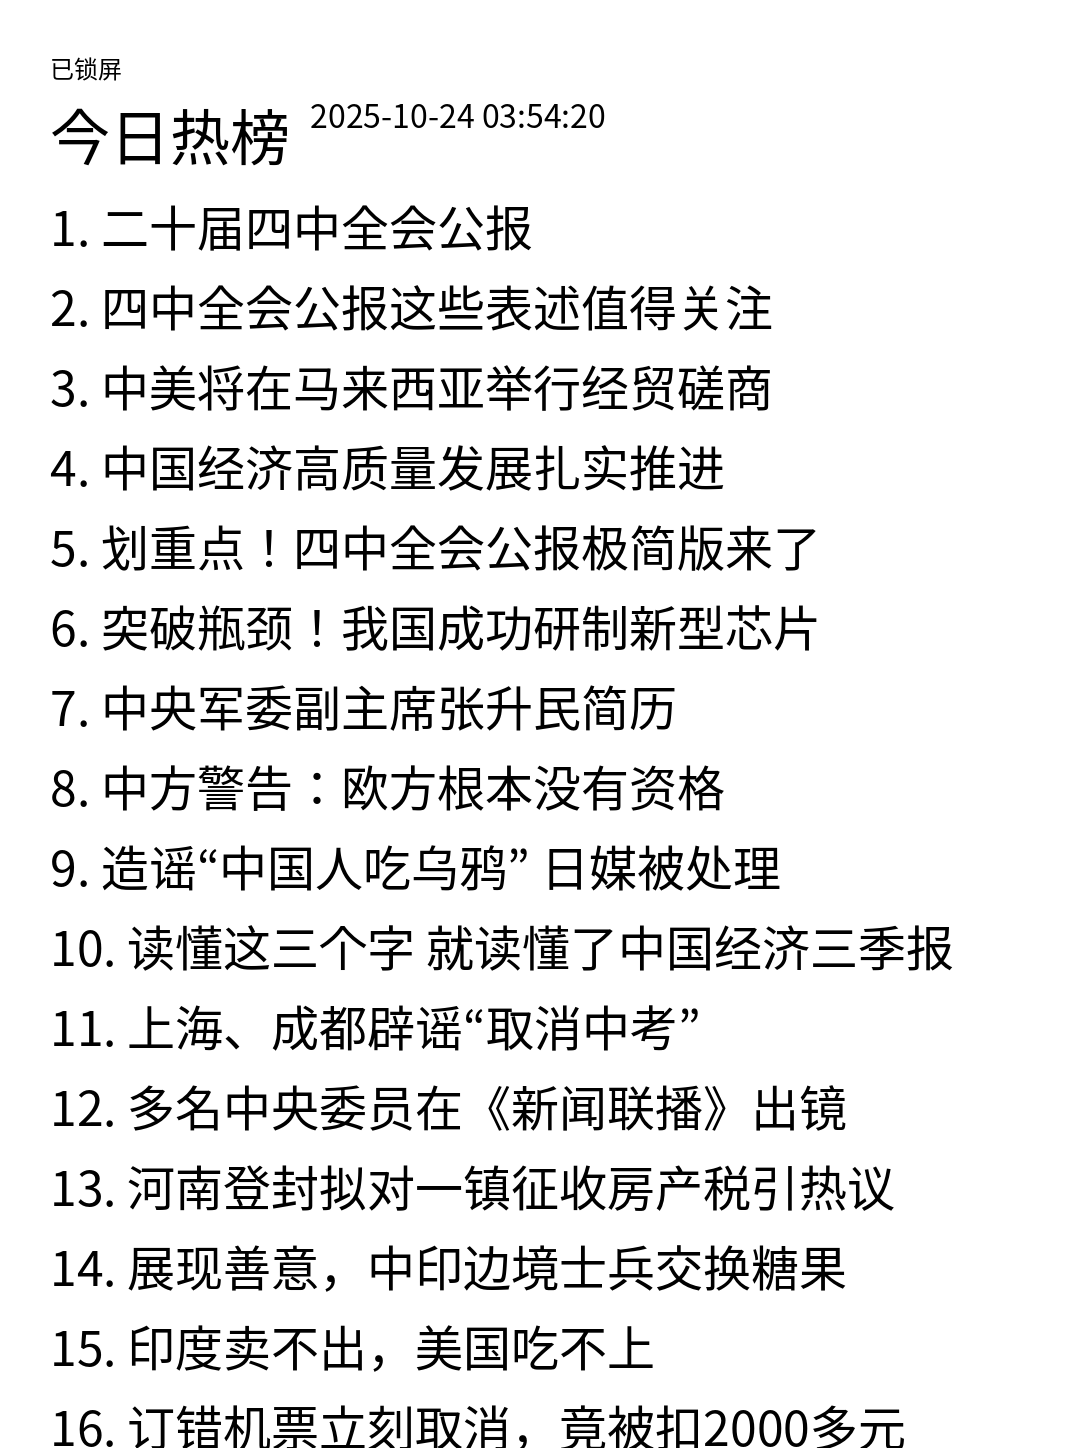 已锁屏
今日热榜 2025-10-24 03:54:20
1. 二十届四中全会公报
2. 四中全会公报这些表述值得关注
3. 中美将在马来西亚举行经贸磋商
4. 中国经济高质量发展扎实推进
5. 划重点！四中全会公报极简版来了
6. 突破瓶颈！我国成功研制新型芯片
7. 中央军委副主席张升民简历
8. 中方警告：欧方根本没有资格
9. 造谣“中国人吃乌鸦” 日媒被处理
10. 读懂这三个字 就读懂了中国经济三季报
11. 上海、成都辟谣“取消中考”
12. 多名中央委员在《新闻联播》出镜
13. 河南登封拟对一镇征收房产税引热议
14. 展现善意，中印边境士兵交换糖果
15. 印度卖不出，美国吃不上
16. 订错机票立刻取消，竟被扣2000多元